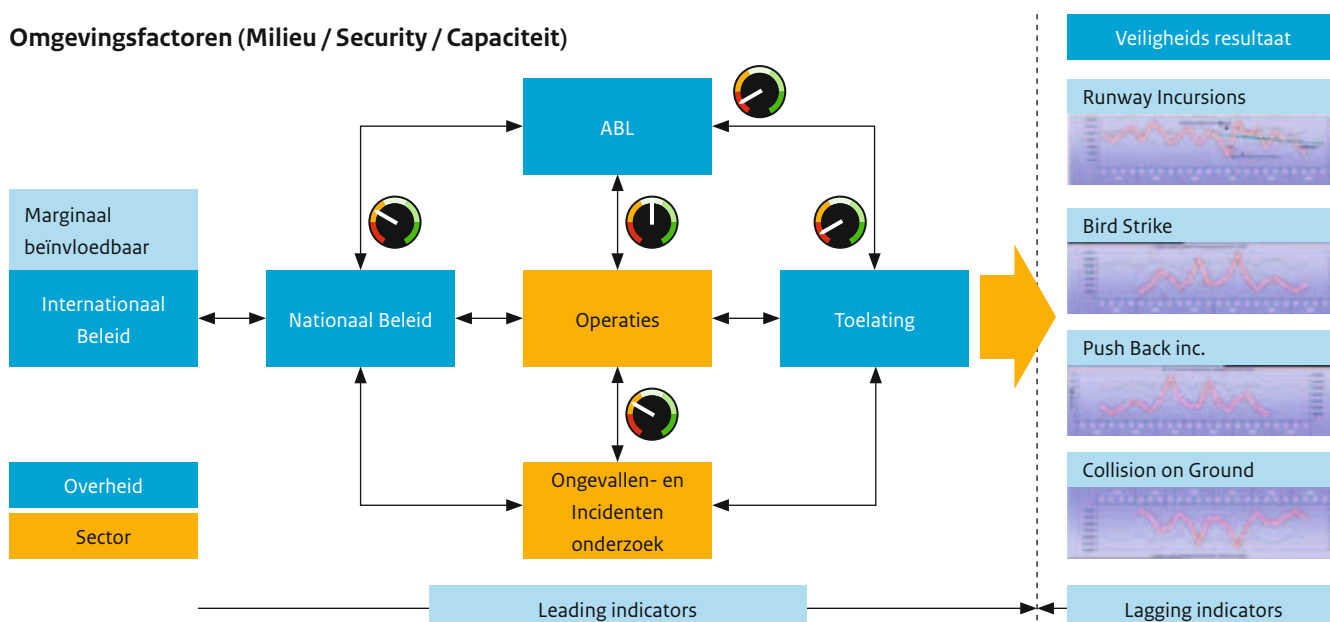 Omgevingsfactoren (Milieu / Security / Capaciteit)
ABL
Marginaal
beïnvloedbaar
Internationaal
Beleid
Nationaal Beleid
Operaties
Toelating
Ongevallen- en
Incidenten
onderzoek
Overheid
Sector
Leading indicators
Veiligheids resultaat
Runway Incursions
Bird Strike
Push Back inc.
Collision on Ground
Lagging indicators